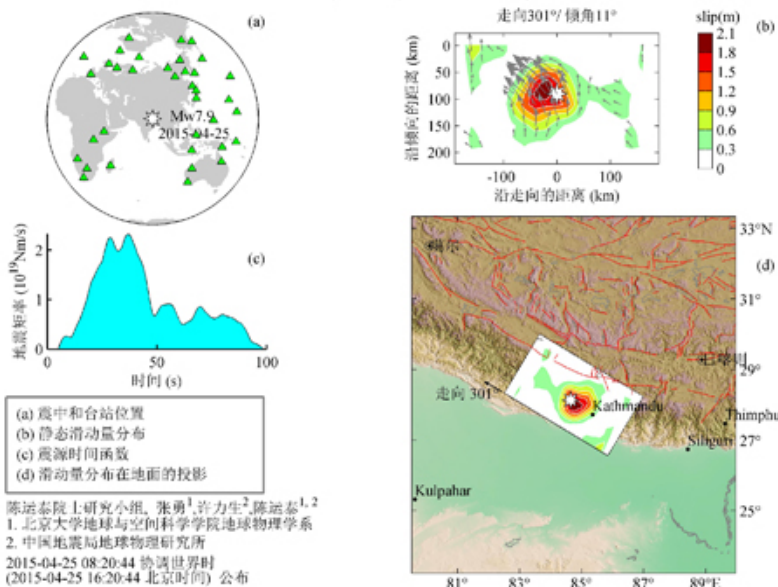 (a)
Mw7.9
2015-04-25
走向301°/ 倾角11°
(b)
slip(m)
2.1
1.8
1.5
1.2
0.9
0.6
0.3
0
沿倾向的距离 (km)
0
50
100
150
200
-100
0
100
沿走向的距离 (km)
(c)
地震矩率 (10¹⁹Nm/s)
2
1
0
0
50
100
时间 (s)
(a) 震中和台站位置
(b) 静态滑动量分布
(c) 震源时间函数
(d) 滑动量分布在地面的投影
陈运泰院士研究小组, 张勇¹,许力生²,陈运泰¹, ²
1. 北京大学地球与空间科学学院地球物理学系
2. 中国地震局地球物理研究所
2015-04-25 08:20:44 协调世界时
(2015-04-25 16:20:44 北京时间) 公布
(d)
33°N
31°
29°
27°
25°
走向 301°
Kathmandu
Thimphu
Siliguri
Kulpahar
81°
83°
85°
87°
89°E